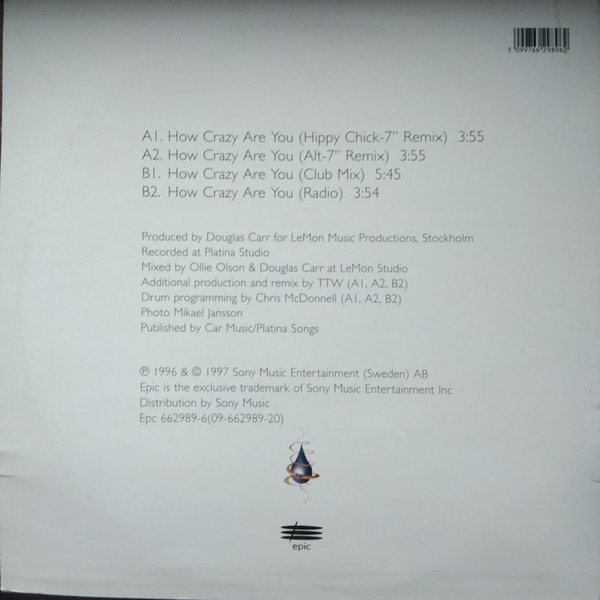 5 099766 298962
A1. How Crazy Are You (Hippy Chick-7" Remix) 3:55
A2. How Crazy Are You (Alt-7" Remix) 3:55
B1. How Crazy Are You (Club Mix) 5:45
B2. How Crazy Are You (Radio) 3:54
Produced by Douglas Carr for LeMon Music Productions, Stockholm
Recorded at Platina Studio
Mixed by Ollie Olson & Douglas Carr at LeMon Studio
Additional production and remix by TTW (A1, A2, B2)
Drum programming by Chris McDonnell (A1, A2, B2)
Photo Mikael Jansson
Published by Car Music/Platina Songs
℗ 1996 & © 1997 Sony Music Entertainment (Sweden) AB
Epic is the exclusive trademark of Sony Music Entertainment Inc
Distribution by Sony Music
Epc 662989-6(09-662989-20)
epic